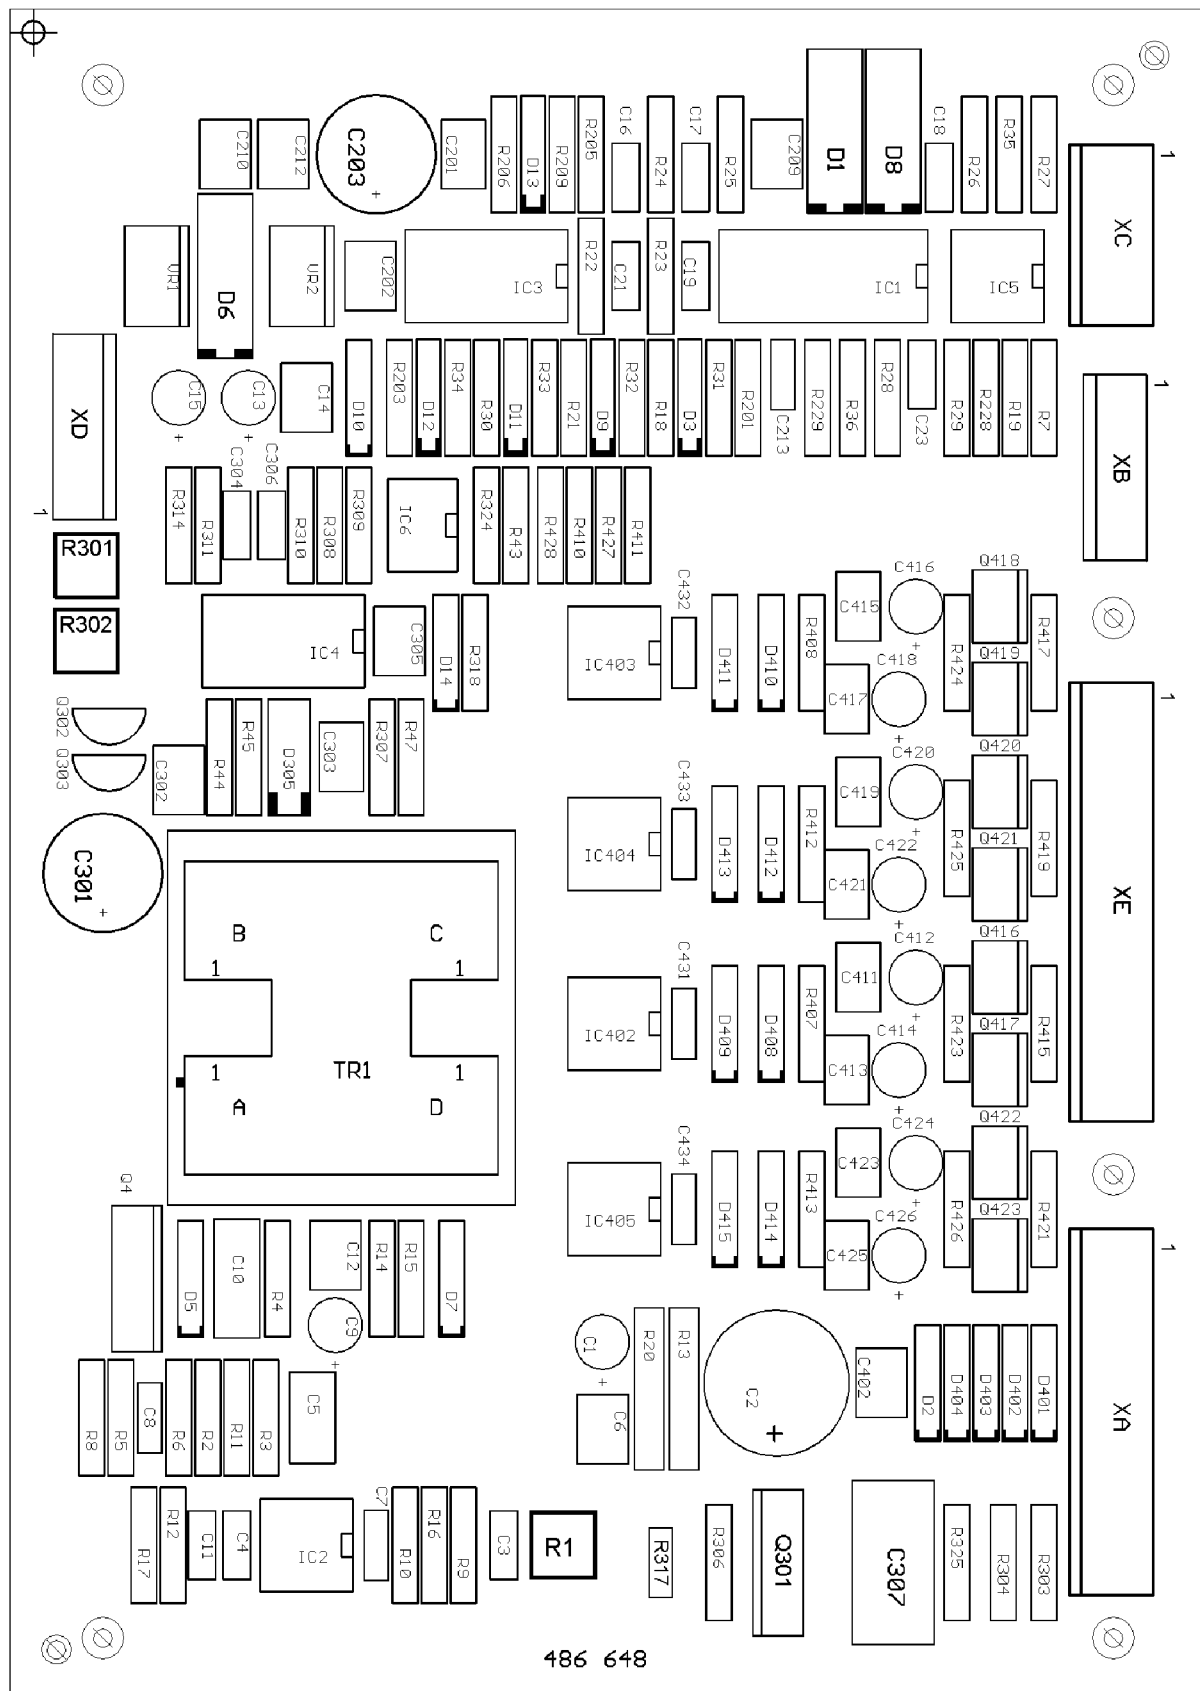 C210
C212
C203
+
C201
R206
D13
R209
R205
C16
R24
C17
R25
C209
D1
D8
C18
R26
R35
R27
1
XC
VR1
D6
VR2
C202
IC3
R22
C21
R23
C19
IC1
IC5
XD
1
C15
+
C13
+
C14
D10
R203
D12
R34
R30
D11
R33
R21
D9
R32
R18
D3
R31
R201
C213
R229
R36
R28
C23
R29
R228
R19
R7
1
XB
R314
R311
C304
C306
R310
R308
R309
IC6
R324
R43
R428
R410
R427
R411
R301
R302
IC4
C305
D14
R318
IC403
C432
D411
D410
R408
C415
C416
+
C417
C418
+
R424
Q418
Q419
R417
1
XE
Q302
Q303
C302
R44
R45
D305
C303
R307
R47
C301
+
IC404
C433
D413
D412
R412
C419
C420
+
C421
C422
+
R425
Q420
Q421
R419
B
C
1
1
TR1
1
1
A
D
IC402
C431
D409
D408
R407
C411
C412
+
C413
C414
+
R423
Q416
Q417
R415
IC405
C434
D415
D414
R413
C423
C424
+
C425
C426
+
R426
Q422
Q423
R421
1
XA
Q4
D5
C10
R4
C12
C9
+
R14
R15
D7
C1
+
C6
R20
R13
C2
+
C402
D2
D404
D403
D402
D401
R8
R5
C8
R6
R2
R11
R3
C5
R17
R12
C11
C4
IC2
C7
R10
R16
R9
C3
R1
R317
R306
Q301
C307
R325
R304
R303
486 648